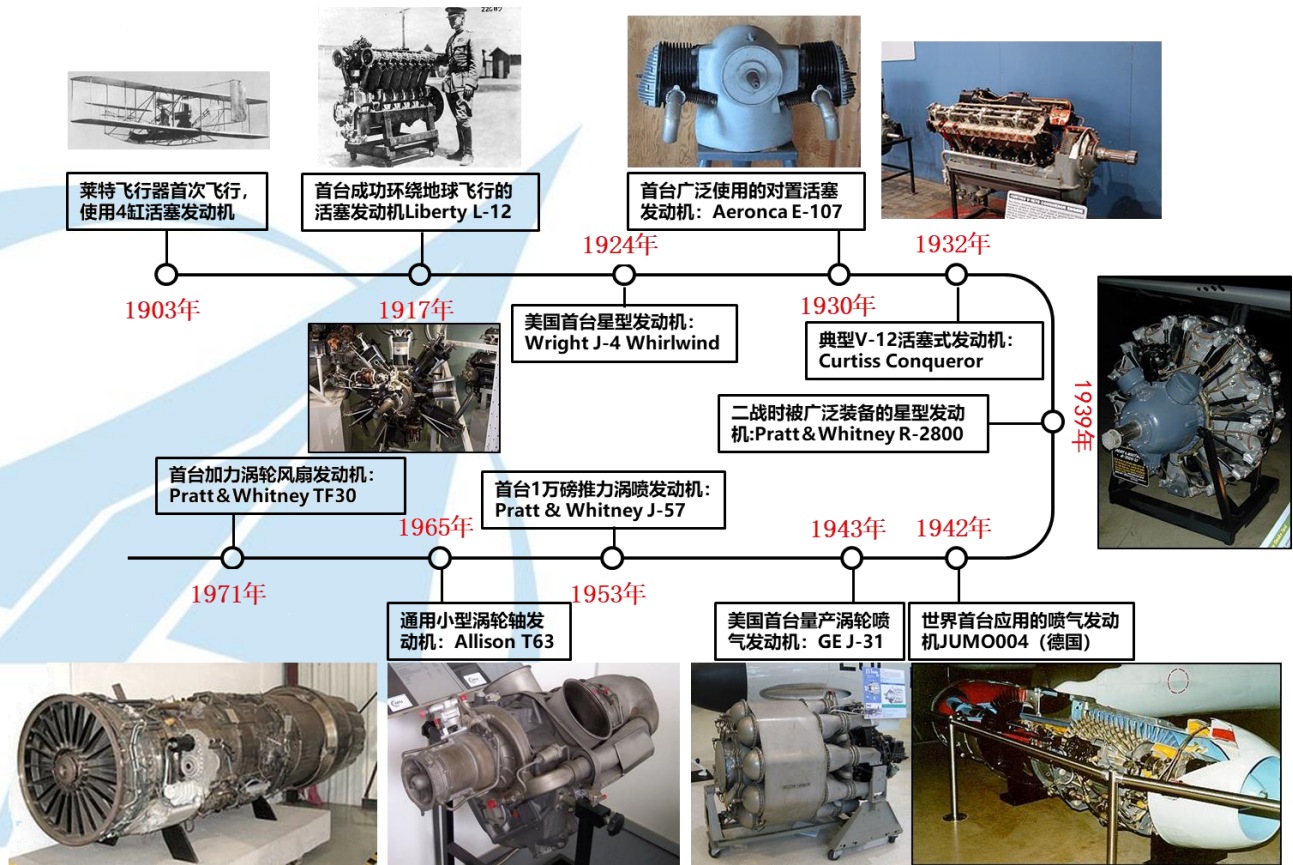 莱特飞行器首次飞行，
使用4缸活塞发动机
1903年
首台成功环绕地球飞行的
活塞发动机Liberty L-12
1917年
1924年
美国首台星型发动机：
Wright J-4 Whirlwind
首台广泛使用的对置活塞
发动机：Aeronca E-107
1930年
1932年
典型V-12活塞式发动机：
Curtiss Conqueror
1939年
二战时被广泛装备的星型发动
机:Pratt＆Whitney R-2800
1942年
世界首台应用的喷气发动
机JUMO004（德国）
1943年
美国首台量产涡轮喷
气发动机：GE J-31
首台1万磅推力涡喷发动机：
Pratt & Whitney J-57
1953年
1965年
通用小型涡轮轴发
动机：Allison T63
首台加力涡轮风扇发动机：
Pratt＆Whitney TF30
1971年